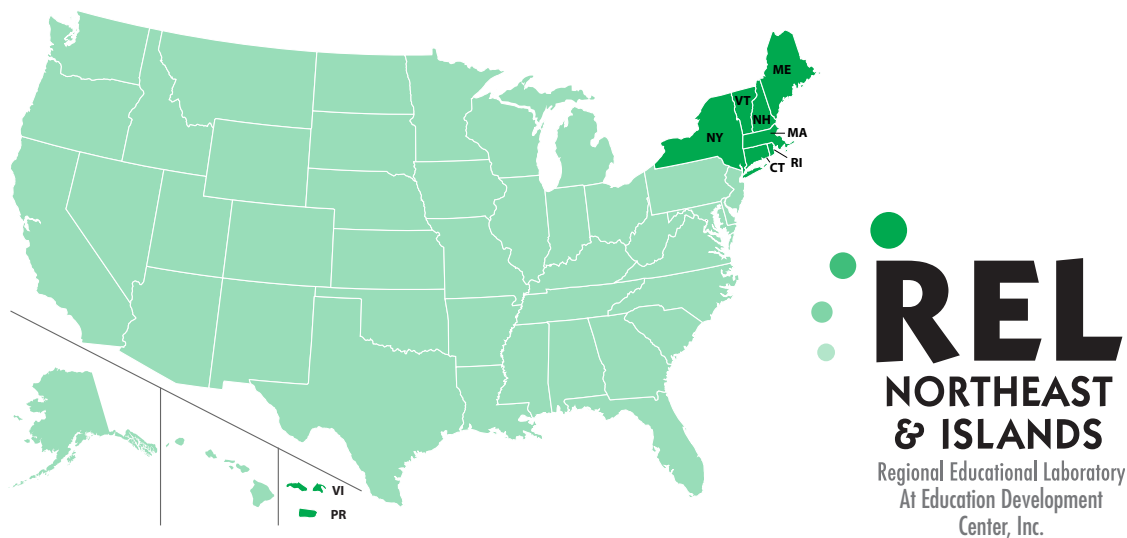 ME
VT
NH
NY
MA
RI
CT
VI
PR
REL
NORTHEAST
& ISLANDS
Regional Educational Laboratory
At Education Development
Center, Inc.